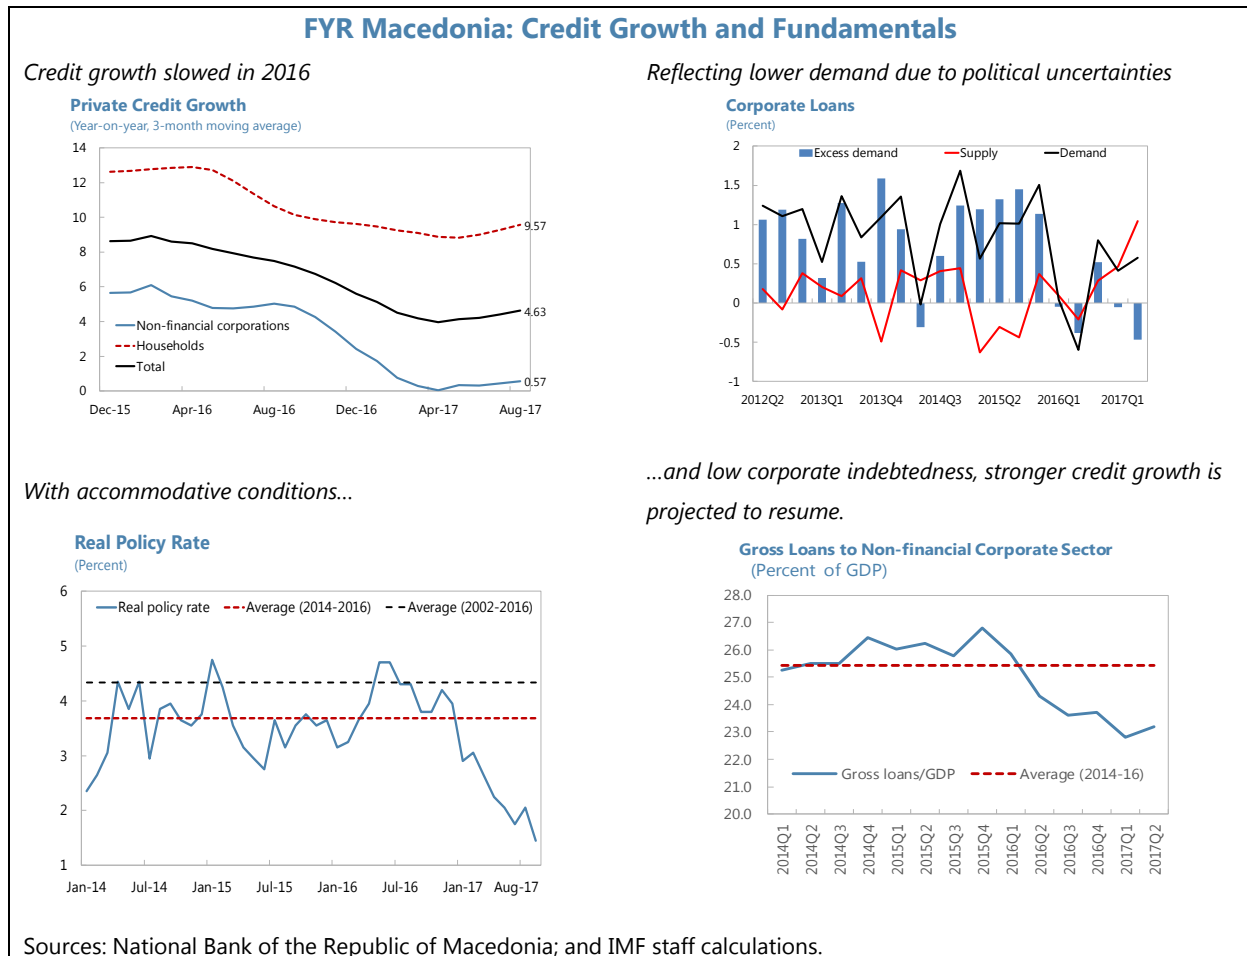 FYR Macedonia: Credit Growth and Fundamentals
Credit growth slowed in 2016
Private Credit Growth
(Year-on-year, 3-month moving average)
14
12
10
8
6
4
2
0
Non-financial corporations
Households
Total
9.57
4.63
0.57
Dec-15 Apr-16 Aug-16 Dec-16 Apr-17 Aug-17
Reflecting lower demand due to political uncertainties
Corporate Loans
(Percent)
2
1.5
1
0.5
0
-0.5
-1
Excess demand Supply Demand
2012Q2 2013Q1 2013Q4 2014Q3 2015Q2 2016Q1 2017Q1
With accommodative conditions...
Real Policy Rate
(Percent)
6
5
4
3
2
1
Real policy rate Average (2014-2016) Average (2002-2016)
Jan-14 Jul-14 Jan-15 Jul-15 Jan-16 Jul-16 Jan-17 Aug-17
...and low corporate indebtedness, stronger credit growth is
projected to resume.
Gross Loans to Non-financial Corporate Sector
(Percent of GDP)
28.0
27.0
26.0
25.0
24.0
23.0
22.0
21.0
20.0
Gross loans/GDP Average (2014-16)
2014Q1
2014Q2
2014Q3
2014Q4
2015Q1
2015Q2
2015Q3
2015Q4
2016Q1
2016Q2
2016Q3
2016Q4
2017Q1
2017Q2
Sources: National Bank of the Republic of Macedonia; and IMF staff calculations.